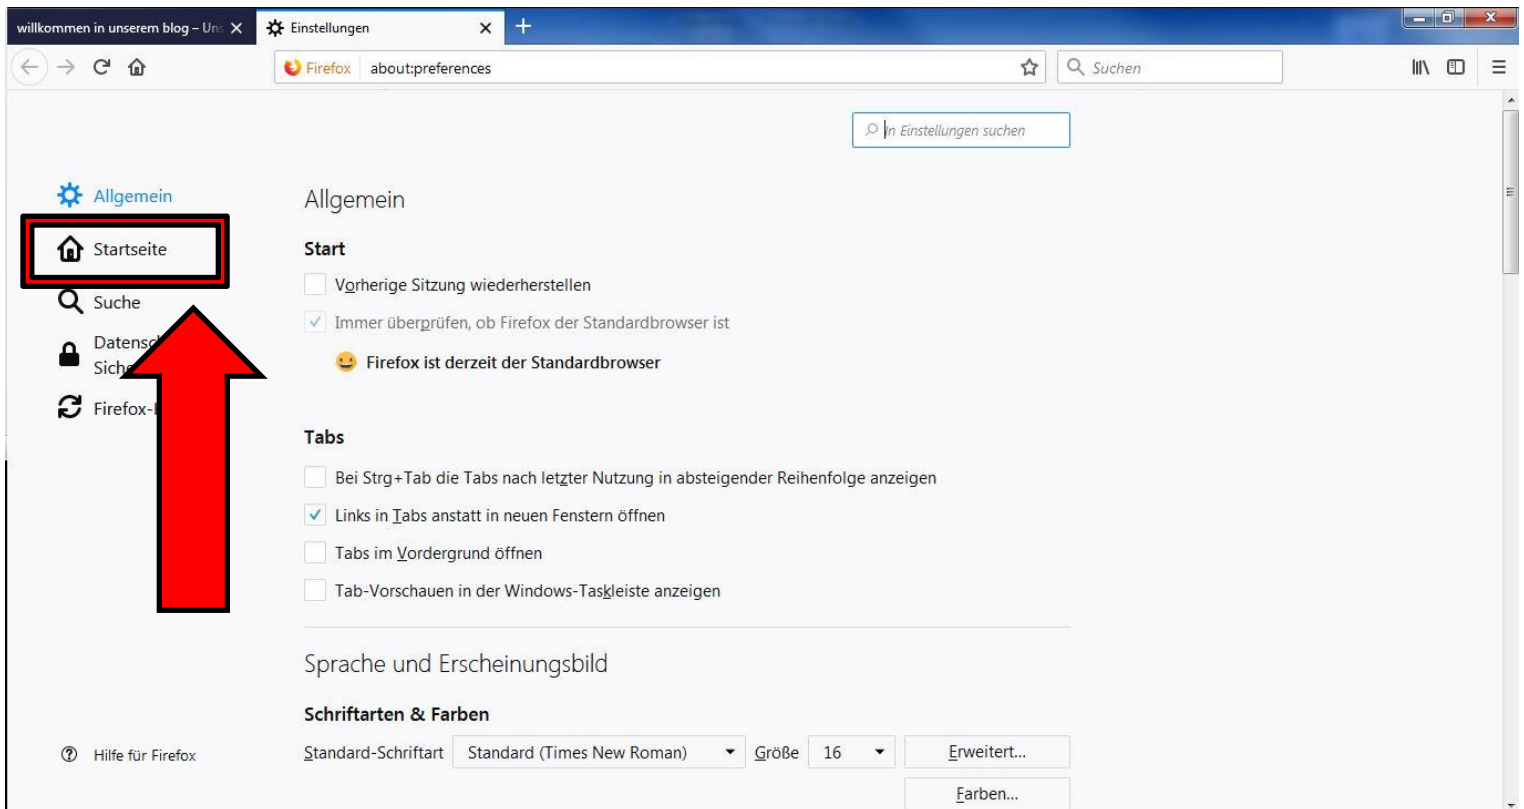 willkommen in unserem blog – Uns
Einstellungen
Firefox about:preferences
Suchen
In Einstellungen suchen
Allgemein
Startseite
Suche
Firefox-
Hilfe für Firefox
Allgemein
Start
Vorherige Sitzung wiederherstellen
Immer überprüfen, ob Firefox der Standardbrowser ist
Firefox ist derzeit der Standardbrowser
Tabs
Bei Strg+Tab die Tabs nach letzter Nutzung in absteigender Reihenfolge anzeigen
Links in Tabs anstatt in neuen Fenstern öffnen
Tabs im Vordergrund öffnen
Tab-Vorschauen in der Windows-Taskleiste anzeigen
Sprache und Erscheinungsbild
Schriftarten & Farben
Standard-Schriftart Standard (Times New Roman) Größe 16 Erweitert...
Farben...